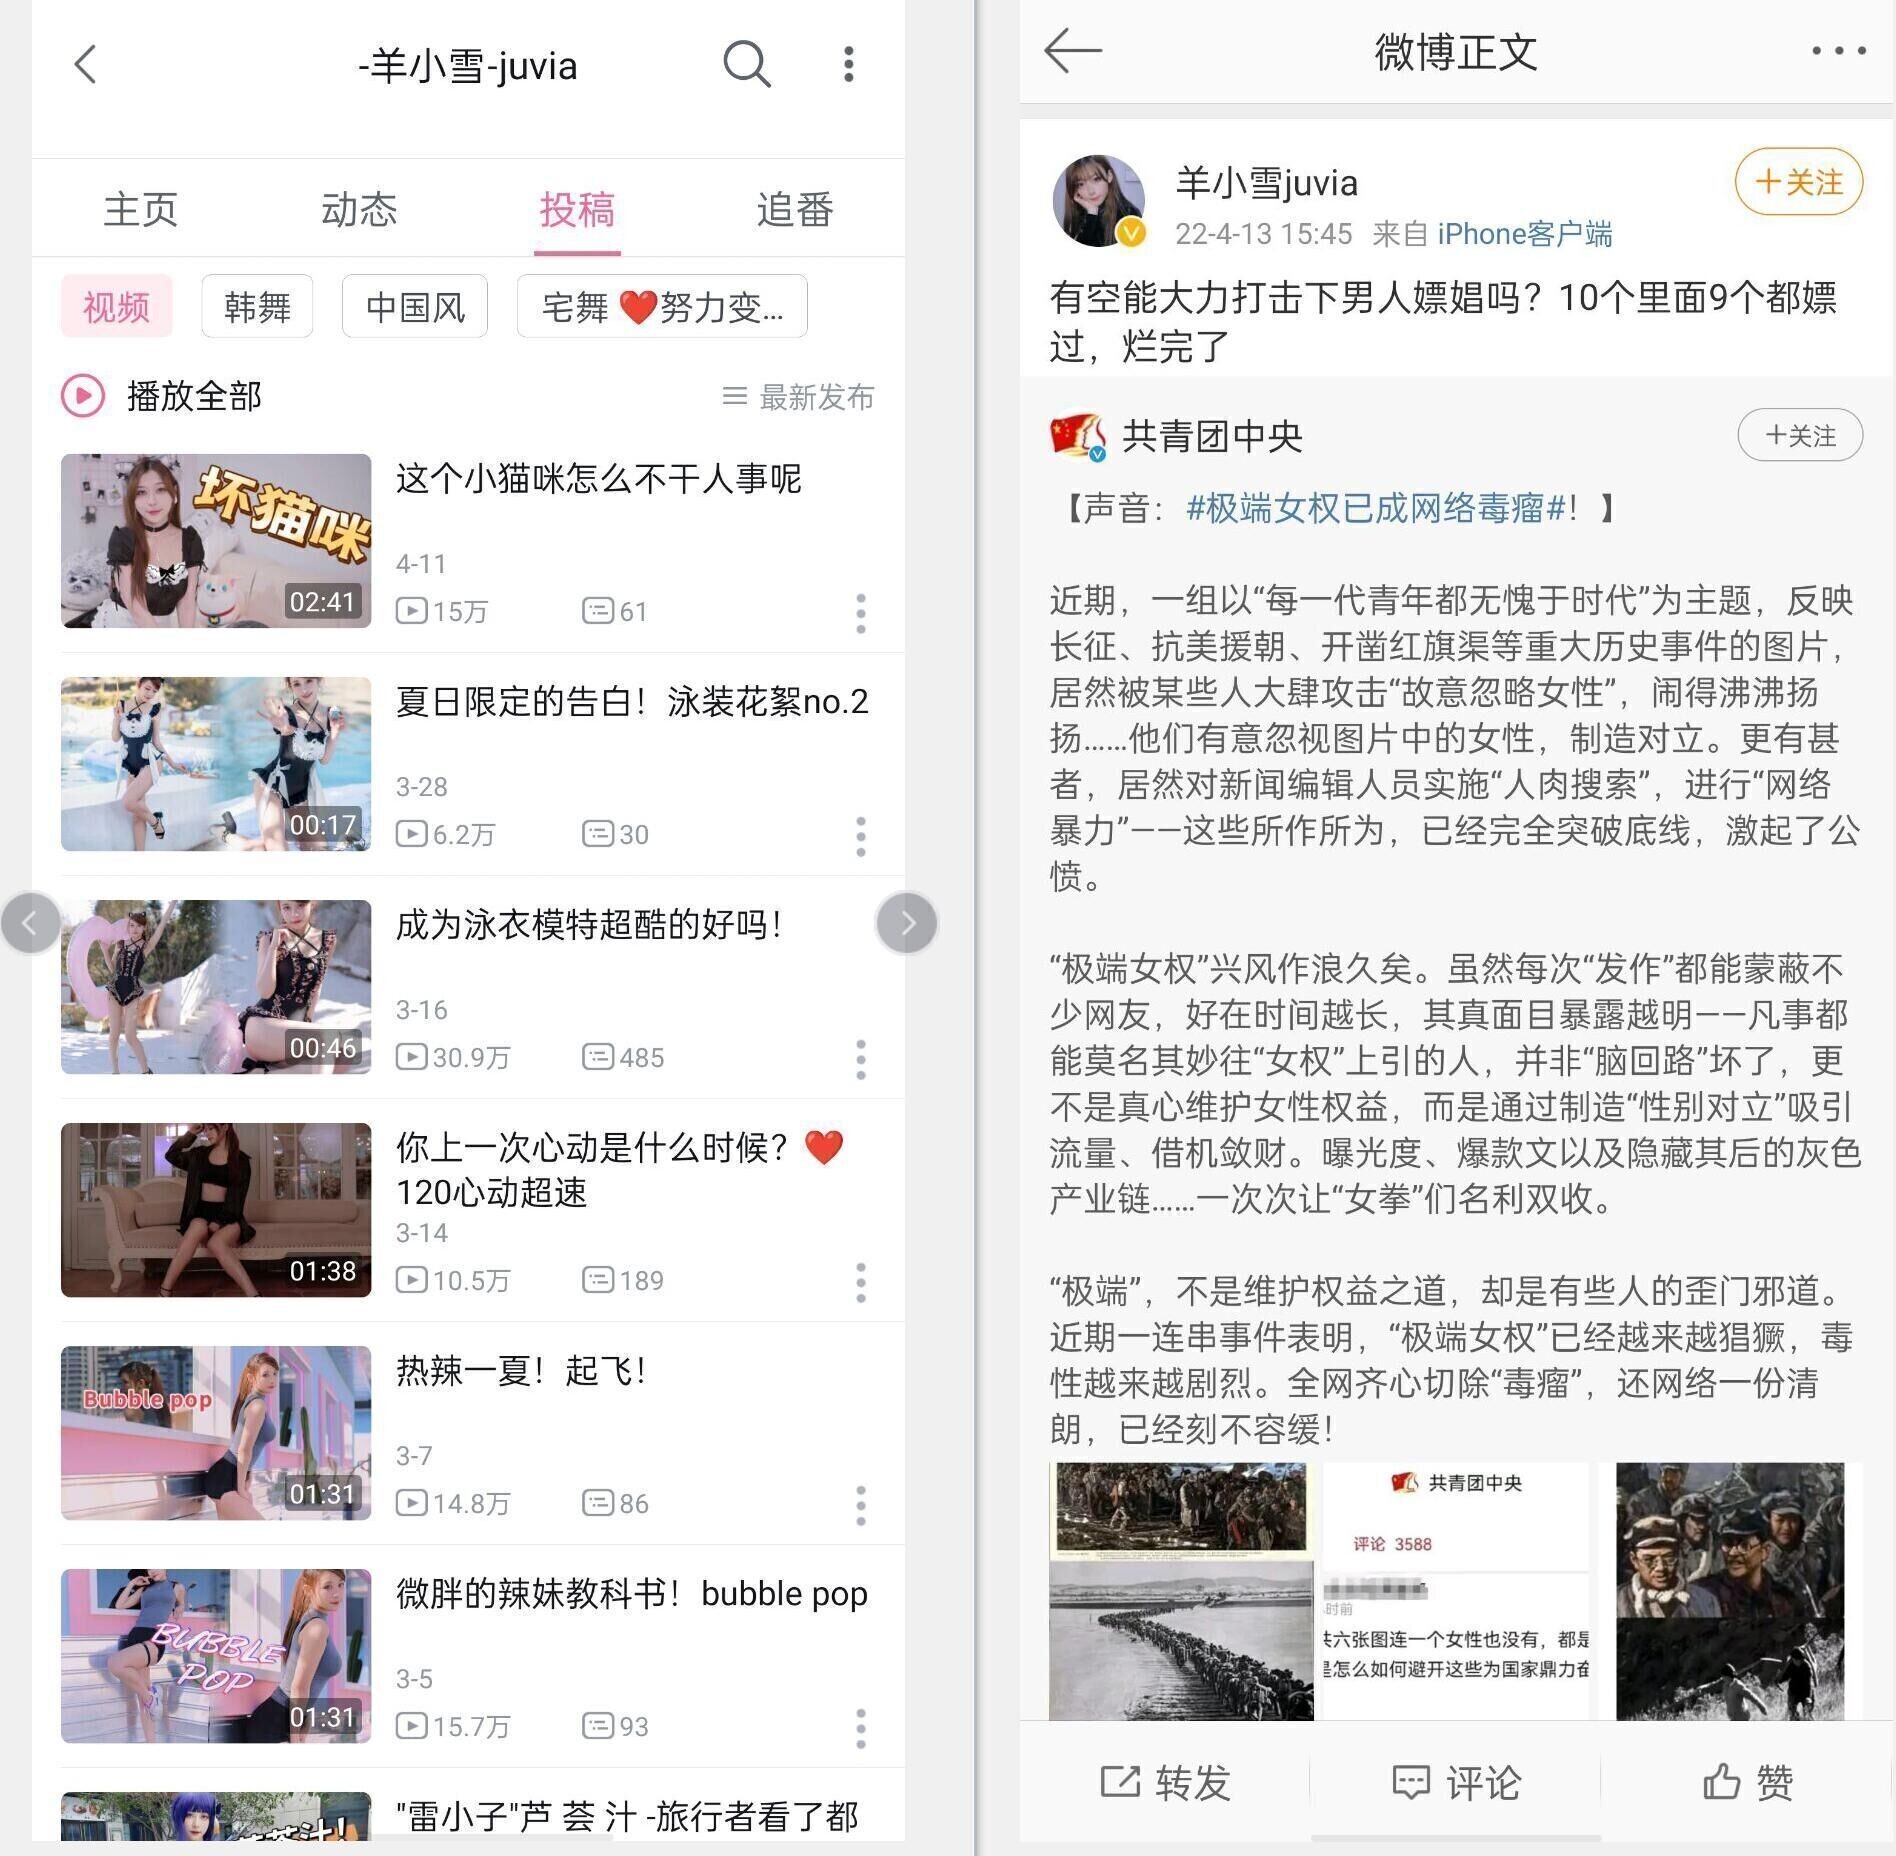 -羊小雪-juvia
主页
动态
投稿
追番
视频
韩舞
中国风
宅舞 ❤️努力变...
播放全部
最新发布
坏猫咪
02:41
这个小猫咪怎么不干人事呢
4-11
15万
61
00:17
夏日限定的告白！泳装花絮no.2
3-28
6.2万
30
00:46
成为泳衣模特超酷的好吗！
3-16
30.9万
485
01:38
你上一次心动是什么时候？❤️
120心动超速
3-14
10.5万
189
Bubble pop
01:31
热辣一夏！起飞！
3-7
14.8万
86
BUBBLE
POP
01:31
微胖的辣妹教科书！bubble pop
3-5
15.7万
93
"雷小子"芦 荟 汁 -旅行者看了都
微博正文
羊小雪juvia
+关注
22-4-13 15:45 来自 iPhone客户端
有空能大力打击下男人嫖娼吗？10个里面9个都嫖
过，烂完了
共青团中央
+关注
【声音：#极端女权已成网络毒瘤#！】
近期，一组以“每一代青年都无愧于时代”为主题，反映
长征、抗美援朝、开凿红旗渠等重大历史事件的图片，
居然被某些人大肆攻击“故意忽略女性”，闹得沸沸扬
扬……他们有意忽视图片中的女性，制造对立。更有甚
者，居然对新闻编辑人员实施“人肉搜索”，进行“网络
暴力”——这些所作所为，已经完全突破底线，激起了公
愤。
“极端女权”兴风作浪久矣。虽然每次“发作”都能蒙蔽不
少网友，好在时间越长，其真面目暴露越明——凡事都
能莫名其妙往“女权”上引的人，并非“脑回路”坏了，更
不是真心维护女性权益，而是通过制造“性别对立”吸引
流量、借机敛财。曝光度、爆款文以及隐藏其后的灰色
产业链……一次次让“女拳”们名利双收。
“极端”，不是维护权益之道，却是有些人的歪门邪道。
近期一连串事件表明，“极端女权”已经越来越猖獗，毒
性越来越剧烈。全网齐心切除“毒瘤”，还网络一份清
朗，已经刻不容缓！
共青团中央
评论 3588
时前
六张图连一个女性也没有，都是
怎么如何避开这些为国家鼎力奋
转发
评论
赞